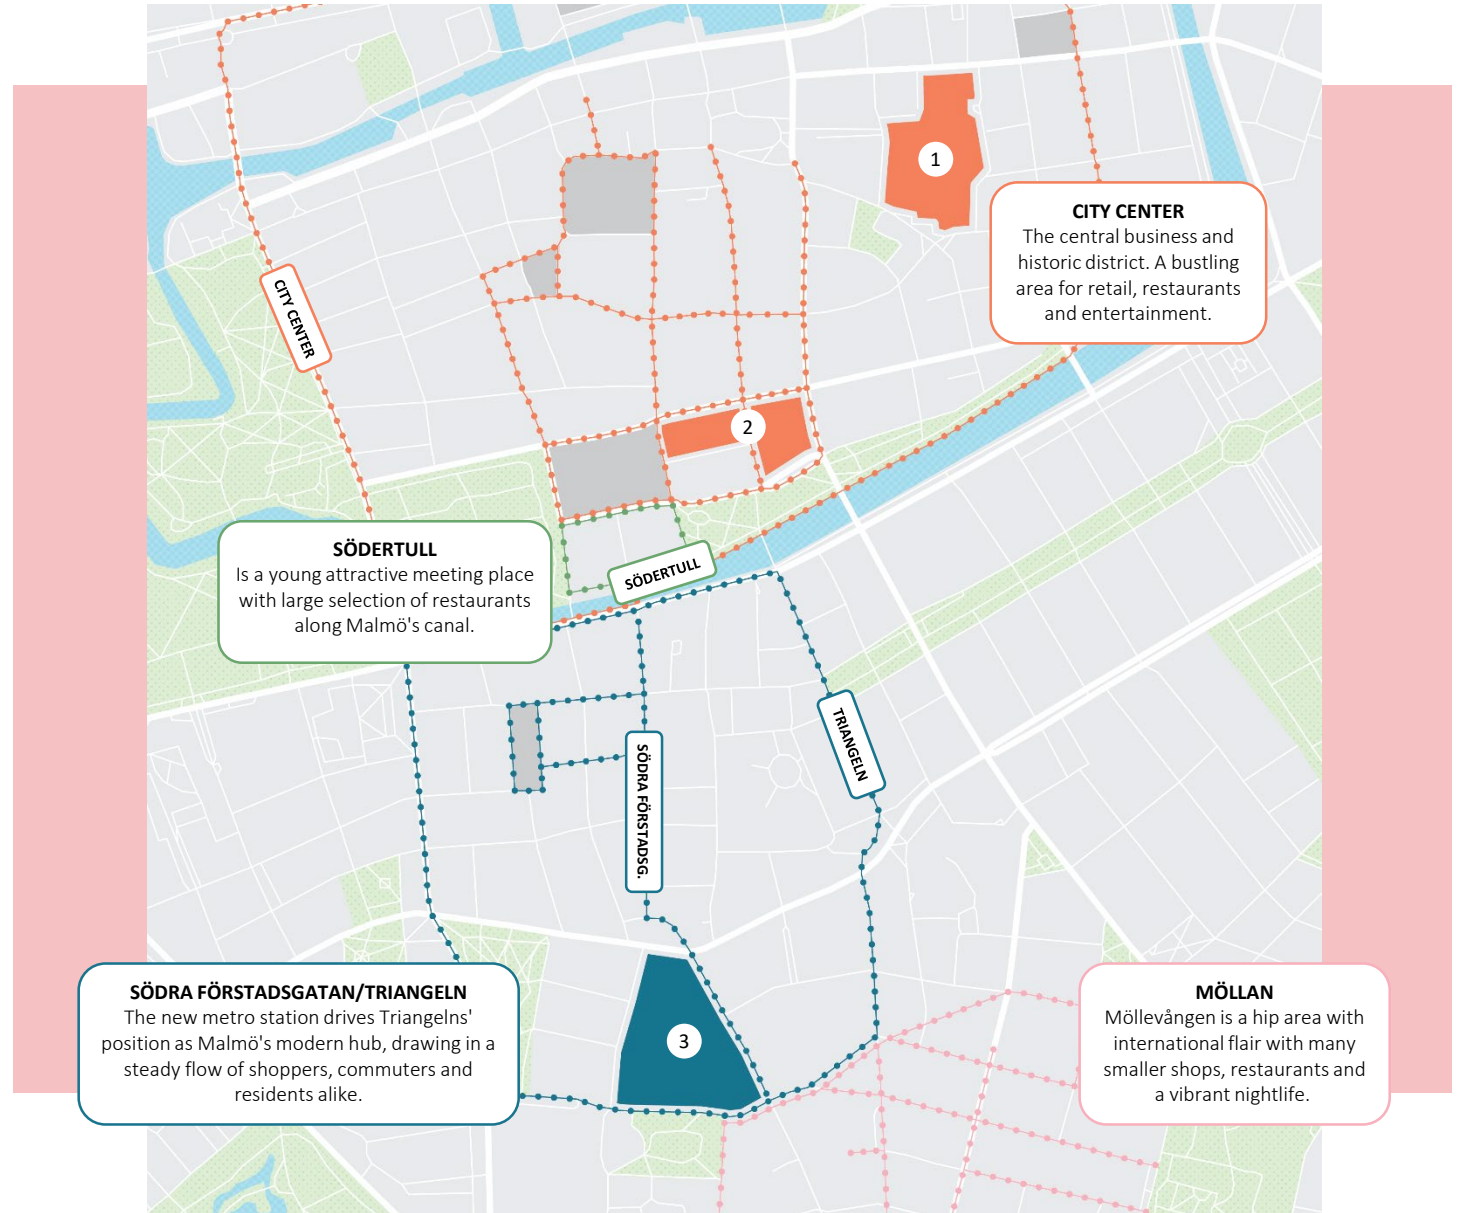 1
CITY CENTER
The central business and
historic district. A bustling
area for retail, restaurants
and entertainment.
CITY CENTER
2
SÖDERTULL
Is a young attractive meeting place
with large selection of restaurants
along Malmö's canal.
SÖDERTULL
TRIANGELN
SÖDRA FÖRSTADSG.
SÖDRA FÖRSTADSGATAN/TRIANGELN
The new metro station drives Triangelns'
position as Malmö's modern hub, drawing in a
steady flow of shoppers, commuters and
residents alike.
3
MÖLLAN
Möllevången is a hip area with
international flair with many
smaller shops, restaurants and
a vibrant nightlife.